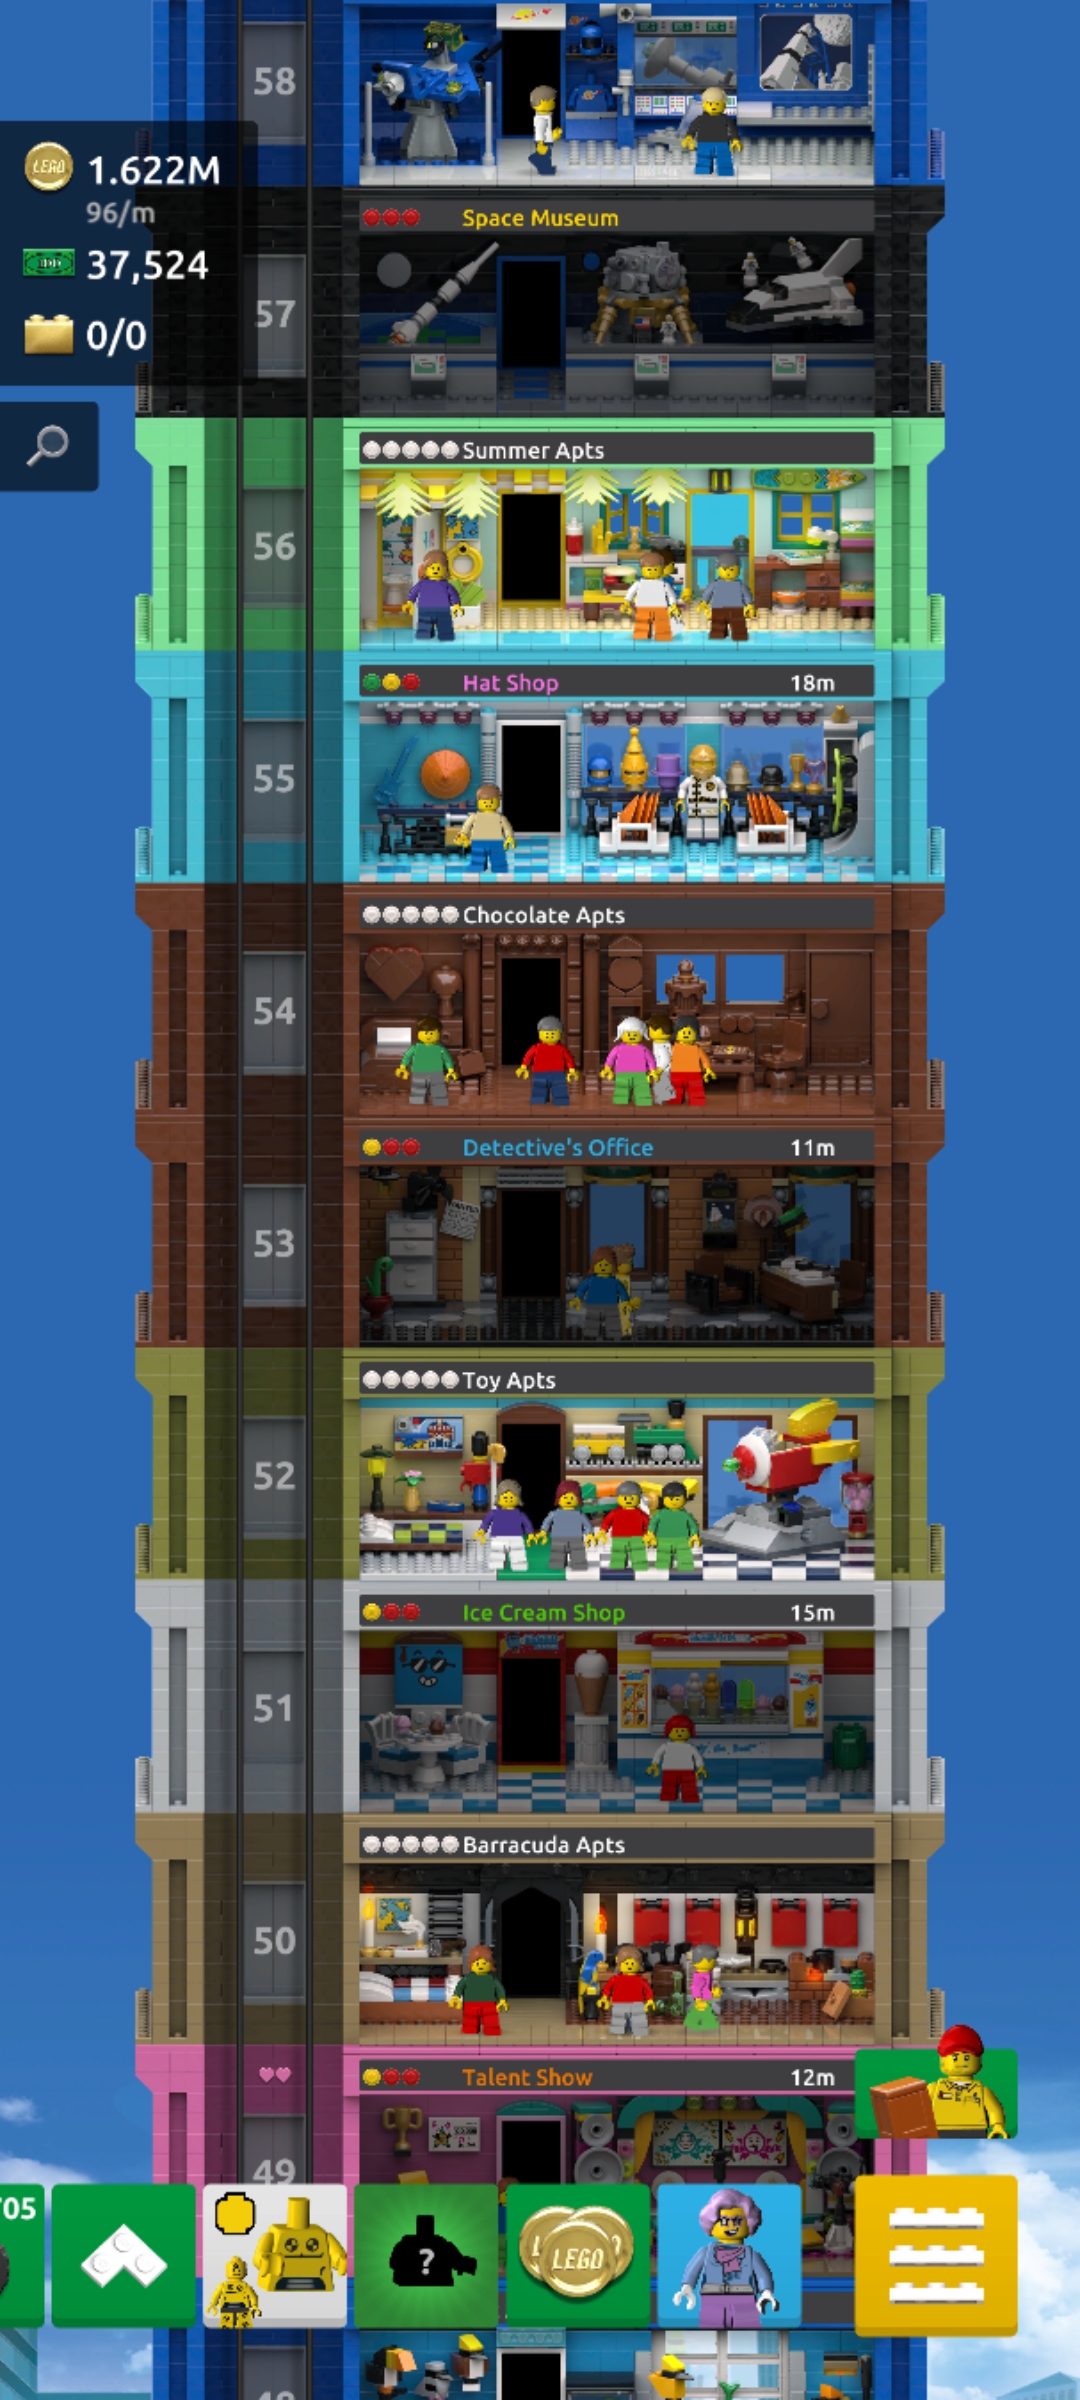 58
LEGO
1.622M
96/m
37,524
0/0
Space Museum
57
Summer Apts
56
Hat Shop 18m
55
Chocolate Apts
54
Detective's Office 11m
53
Toy Apts
52
Ice Cream Shop 15m
51
Barracuda Apts
50
Talent Show 12m
49
?
LEGO